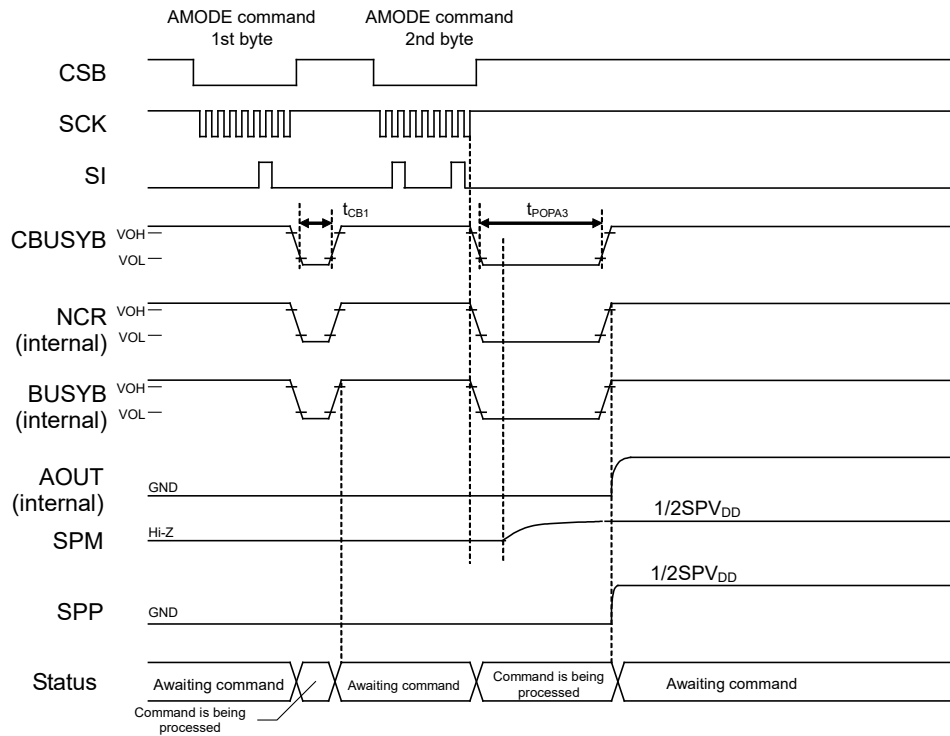 AMODE command
1st byte
AMODE command
2nd byte
CSB
SCK
SI
tCB1
tPOPA3
CBUSYB
VOH
VOL
NCR
(internal)
VOH
VOL
BUSYB
(internal)
VOH
VOL
AOUT
(internal)
GND
SPM
Hi-Z
1/2SPVDD
SPP
GND
1/2SPVDD
Status
Awaiting command
Command is being
processed
Awaiting command
Command is being
processed
Awaiting command